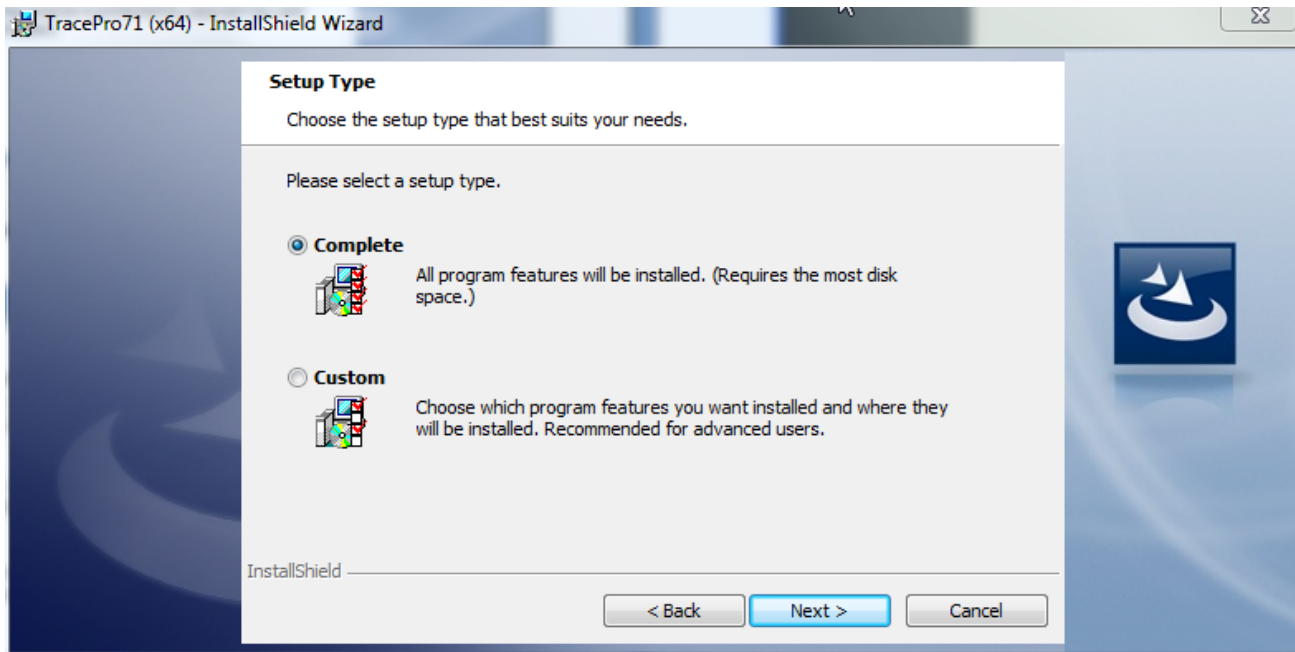 TracePro71 (x64) - InstallShield Wizard
Setup Type
Choose the setup type that best suits your needs.
Please select a setup type.
Complete
All program features will be installed. (Requires the most disk
space.)
Custom
Choose which program features you want installed and where they
will be installed. Recommended for advanced users.
InstallShield
< Back
Next >
Cancel